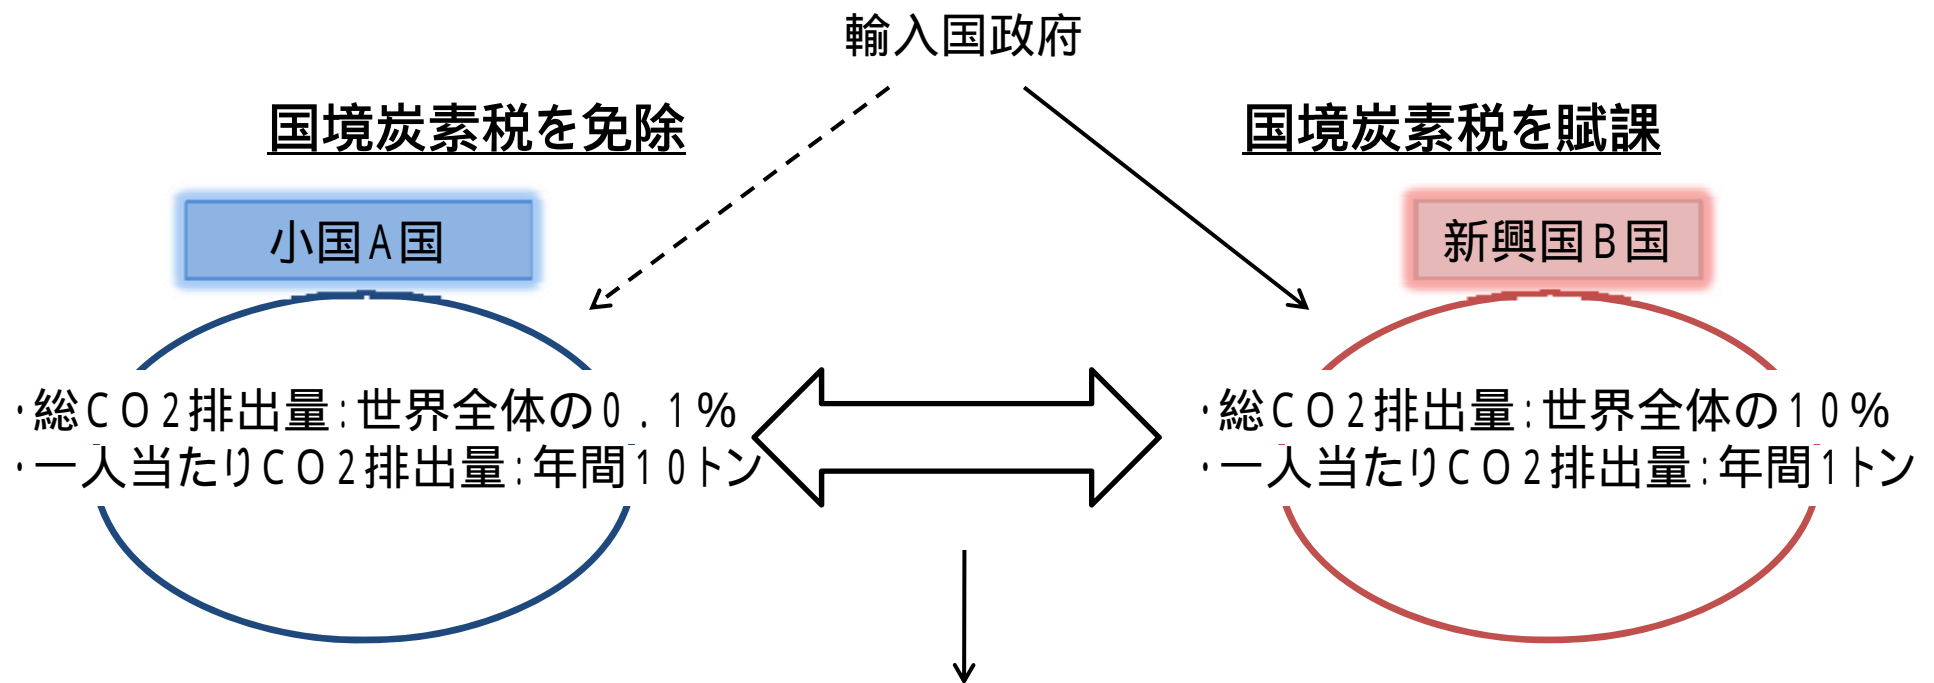 輸入国政府
国境炭素税を免除
国境炭素税を賦課
小国A国
新興国B国
・総CO2排出量：世界全体の0.1％
・一人当たりCO2排出量：年間10トン
・総CO2排出量：世界全体の10％
・一人当たりCO2排出量：年間1トン